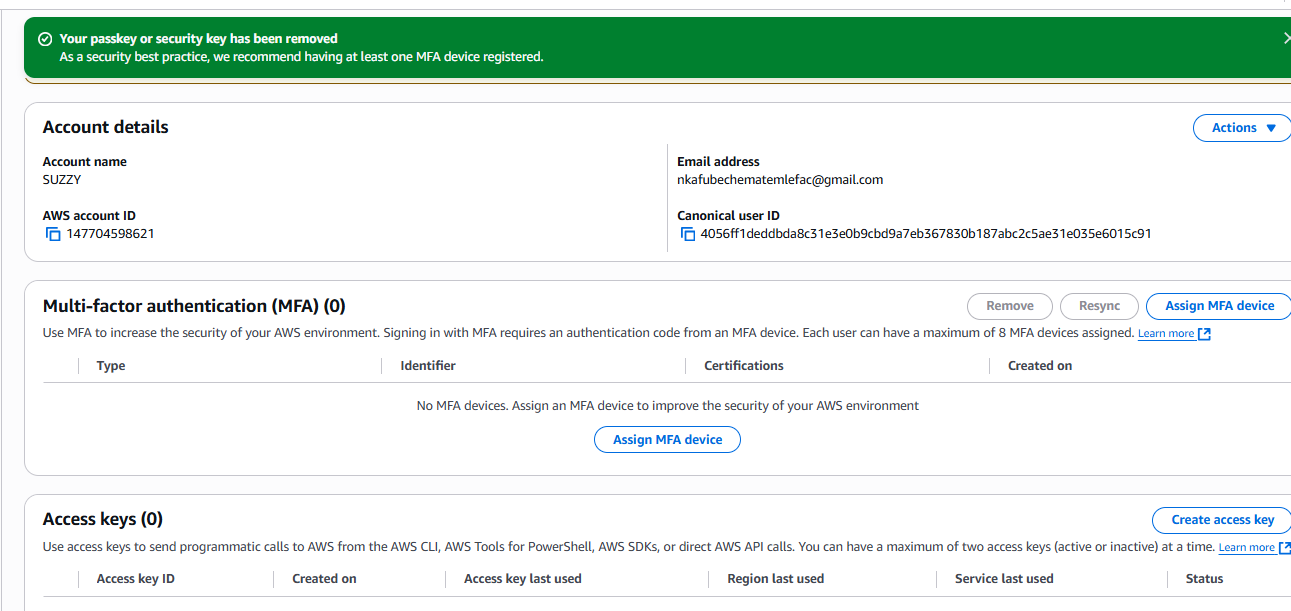 Your passkey or security key has been removed
As a security best practice, we recommend having at least one MFA device registered.
Account details
Actions
Account name
SUZZY
Email address
nkafubechematemlefac@gmail.com
AWS account ID
147704598621
Canonical user ID
4056ff1deddbda8c31e3e0b9cbd9a7eb367830b187abc2c5ae31e035e6015c91
Multi-factor authentication (MFA) (0)
Remove
Resync
Assign MFA device
Use MFA to increase the security of your AWS environment. Signing in with MFA requires an authentication code from an MFA device. Each user can have a maximum of 8 MFA devices assigned. Learn more
Type Identifier Certifications Created on
No MFA devices. Assign an MFA device to improve the security of your AWS environment
Assign MFA device
Access keys (0)
Create access key
Use access keys to send programmatic calls to AWS from the AWS CLI, AWS Tools for PowerShell, AWS SDKs, or direct AWS API calls. You can have a maximum of two access keys (active or inactive) at a time. Learn more
Access key ID Created on Access key last used Region last used Service last used Status